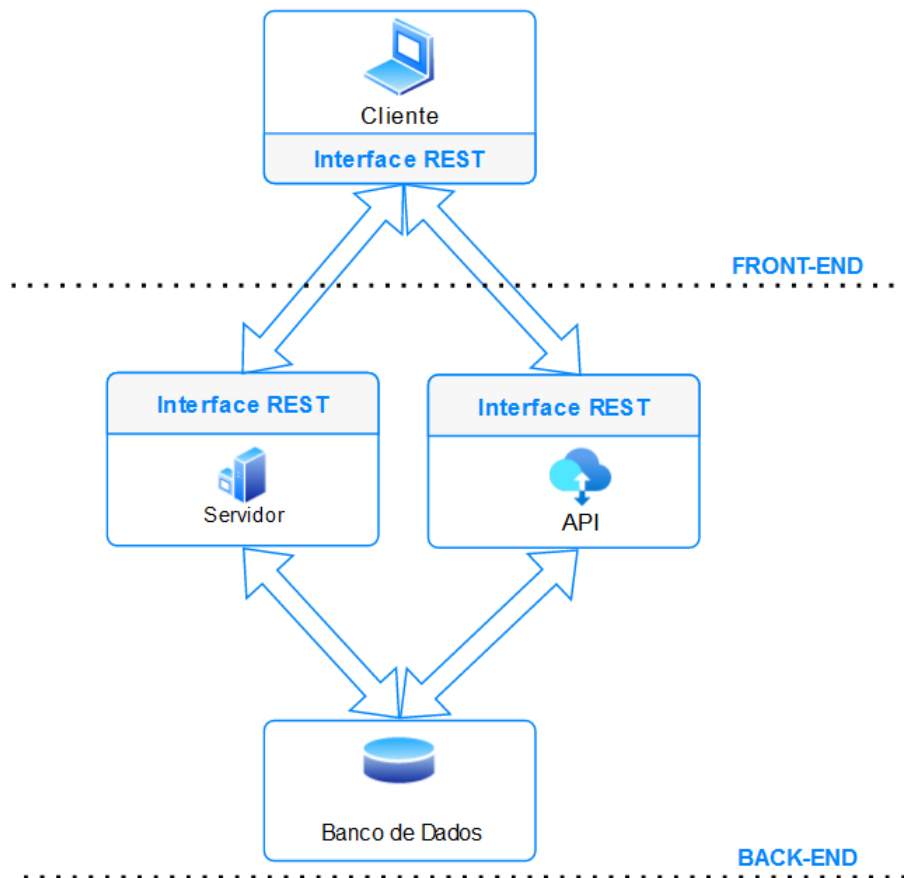 Cliente
Interface REST
FRONT-END
Interface REST
Servidor
Interface REST
API
Banco de Dados
BACK-END